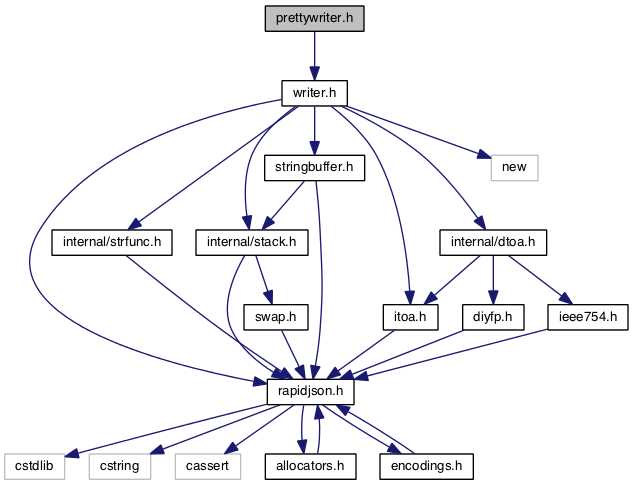 prettywriter.h
writer.h
stringbuffer.h
new
internal/strfunc.h
internal/stack.h
internal/dtoa.h
swap.h
itoa.h
diyfp.h
ieee754.h
rapidjson.h
cstdlib
cstring
cassert
allocators.h
encodings.h